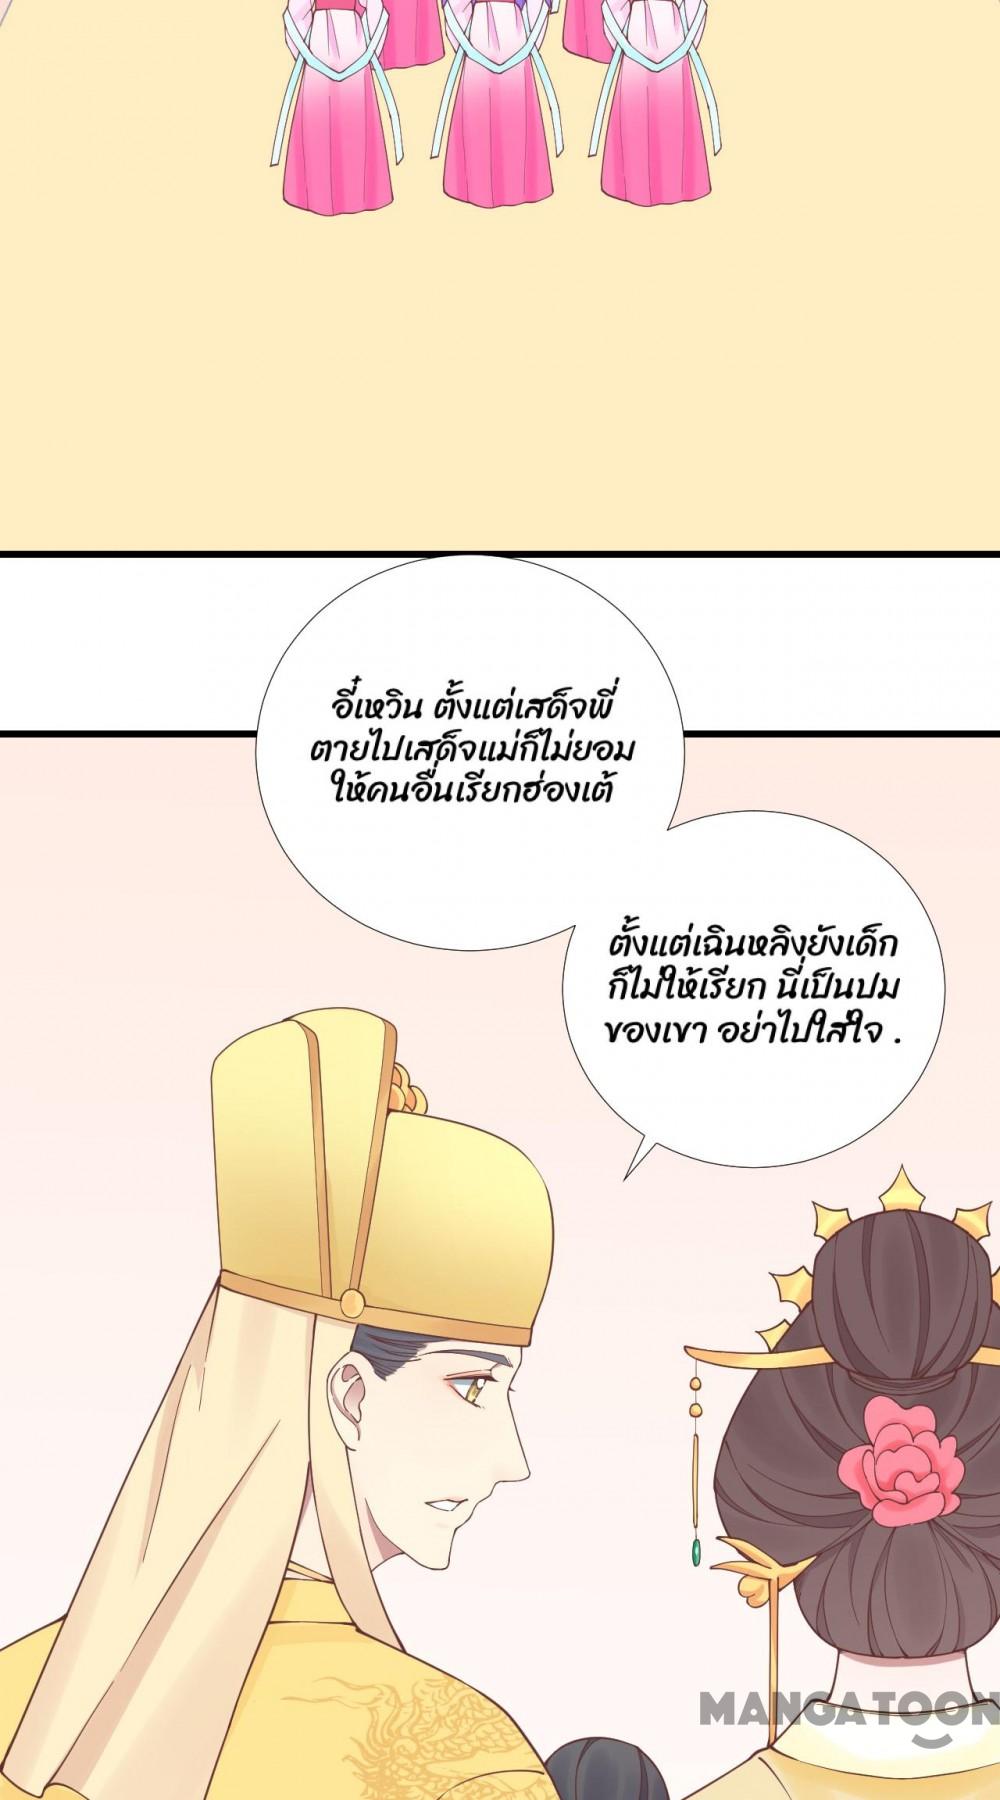 อี๋เหวิน ตั้งแต่เสด็จพี่
ตายไปเสด็จแม่ก็ไม่ยอม
ให้คนอื่นเรียกฮ่องเต้
ตั้งแต่เฉินหลิงยังเด็ก
ก็ไม่ให้เรียก นี่เป็นปม
ของเขา อย่าไปใส่ใจ .
MANGATOON